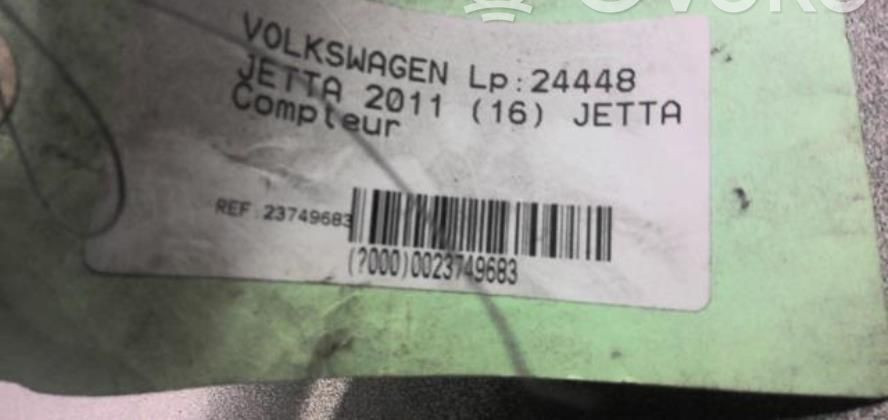 VOLKSWAGEN Lp:24448
JETTA 2011 (16) JETTA
Compteur
REF:23749683
(?000)0023749683